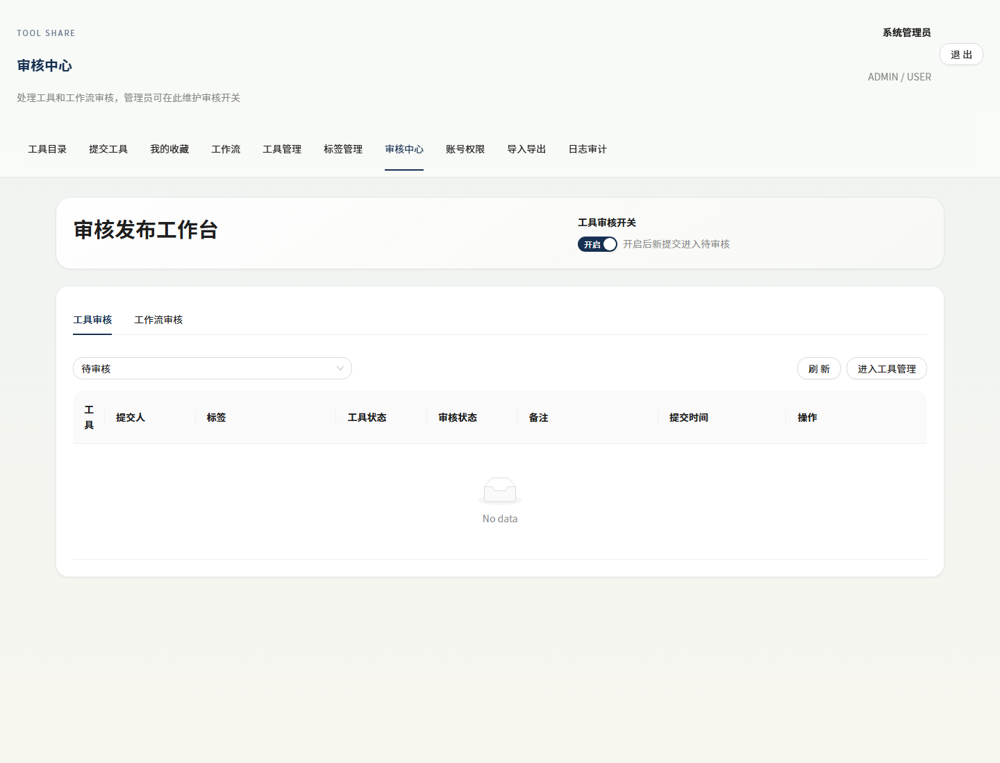 TOOL SHARE
审核中心
处理工具和工作流审核，管理员可在此维护审核开关
系统管理员
ADMIN / USER
退 出
工具目录 提交工具 我的收藏 工作流 工具管理 标签管理 审核中心 账号权限 导入导出 日志审计
审核发布工作台
工具审核开关
开启 开启后新提交进入待审核
工具审核 工作流审核
待审核 刷 新 进入工具管理
工具 提交人 标签 工具状态 审核状态 备注 提交时间 操作
No data